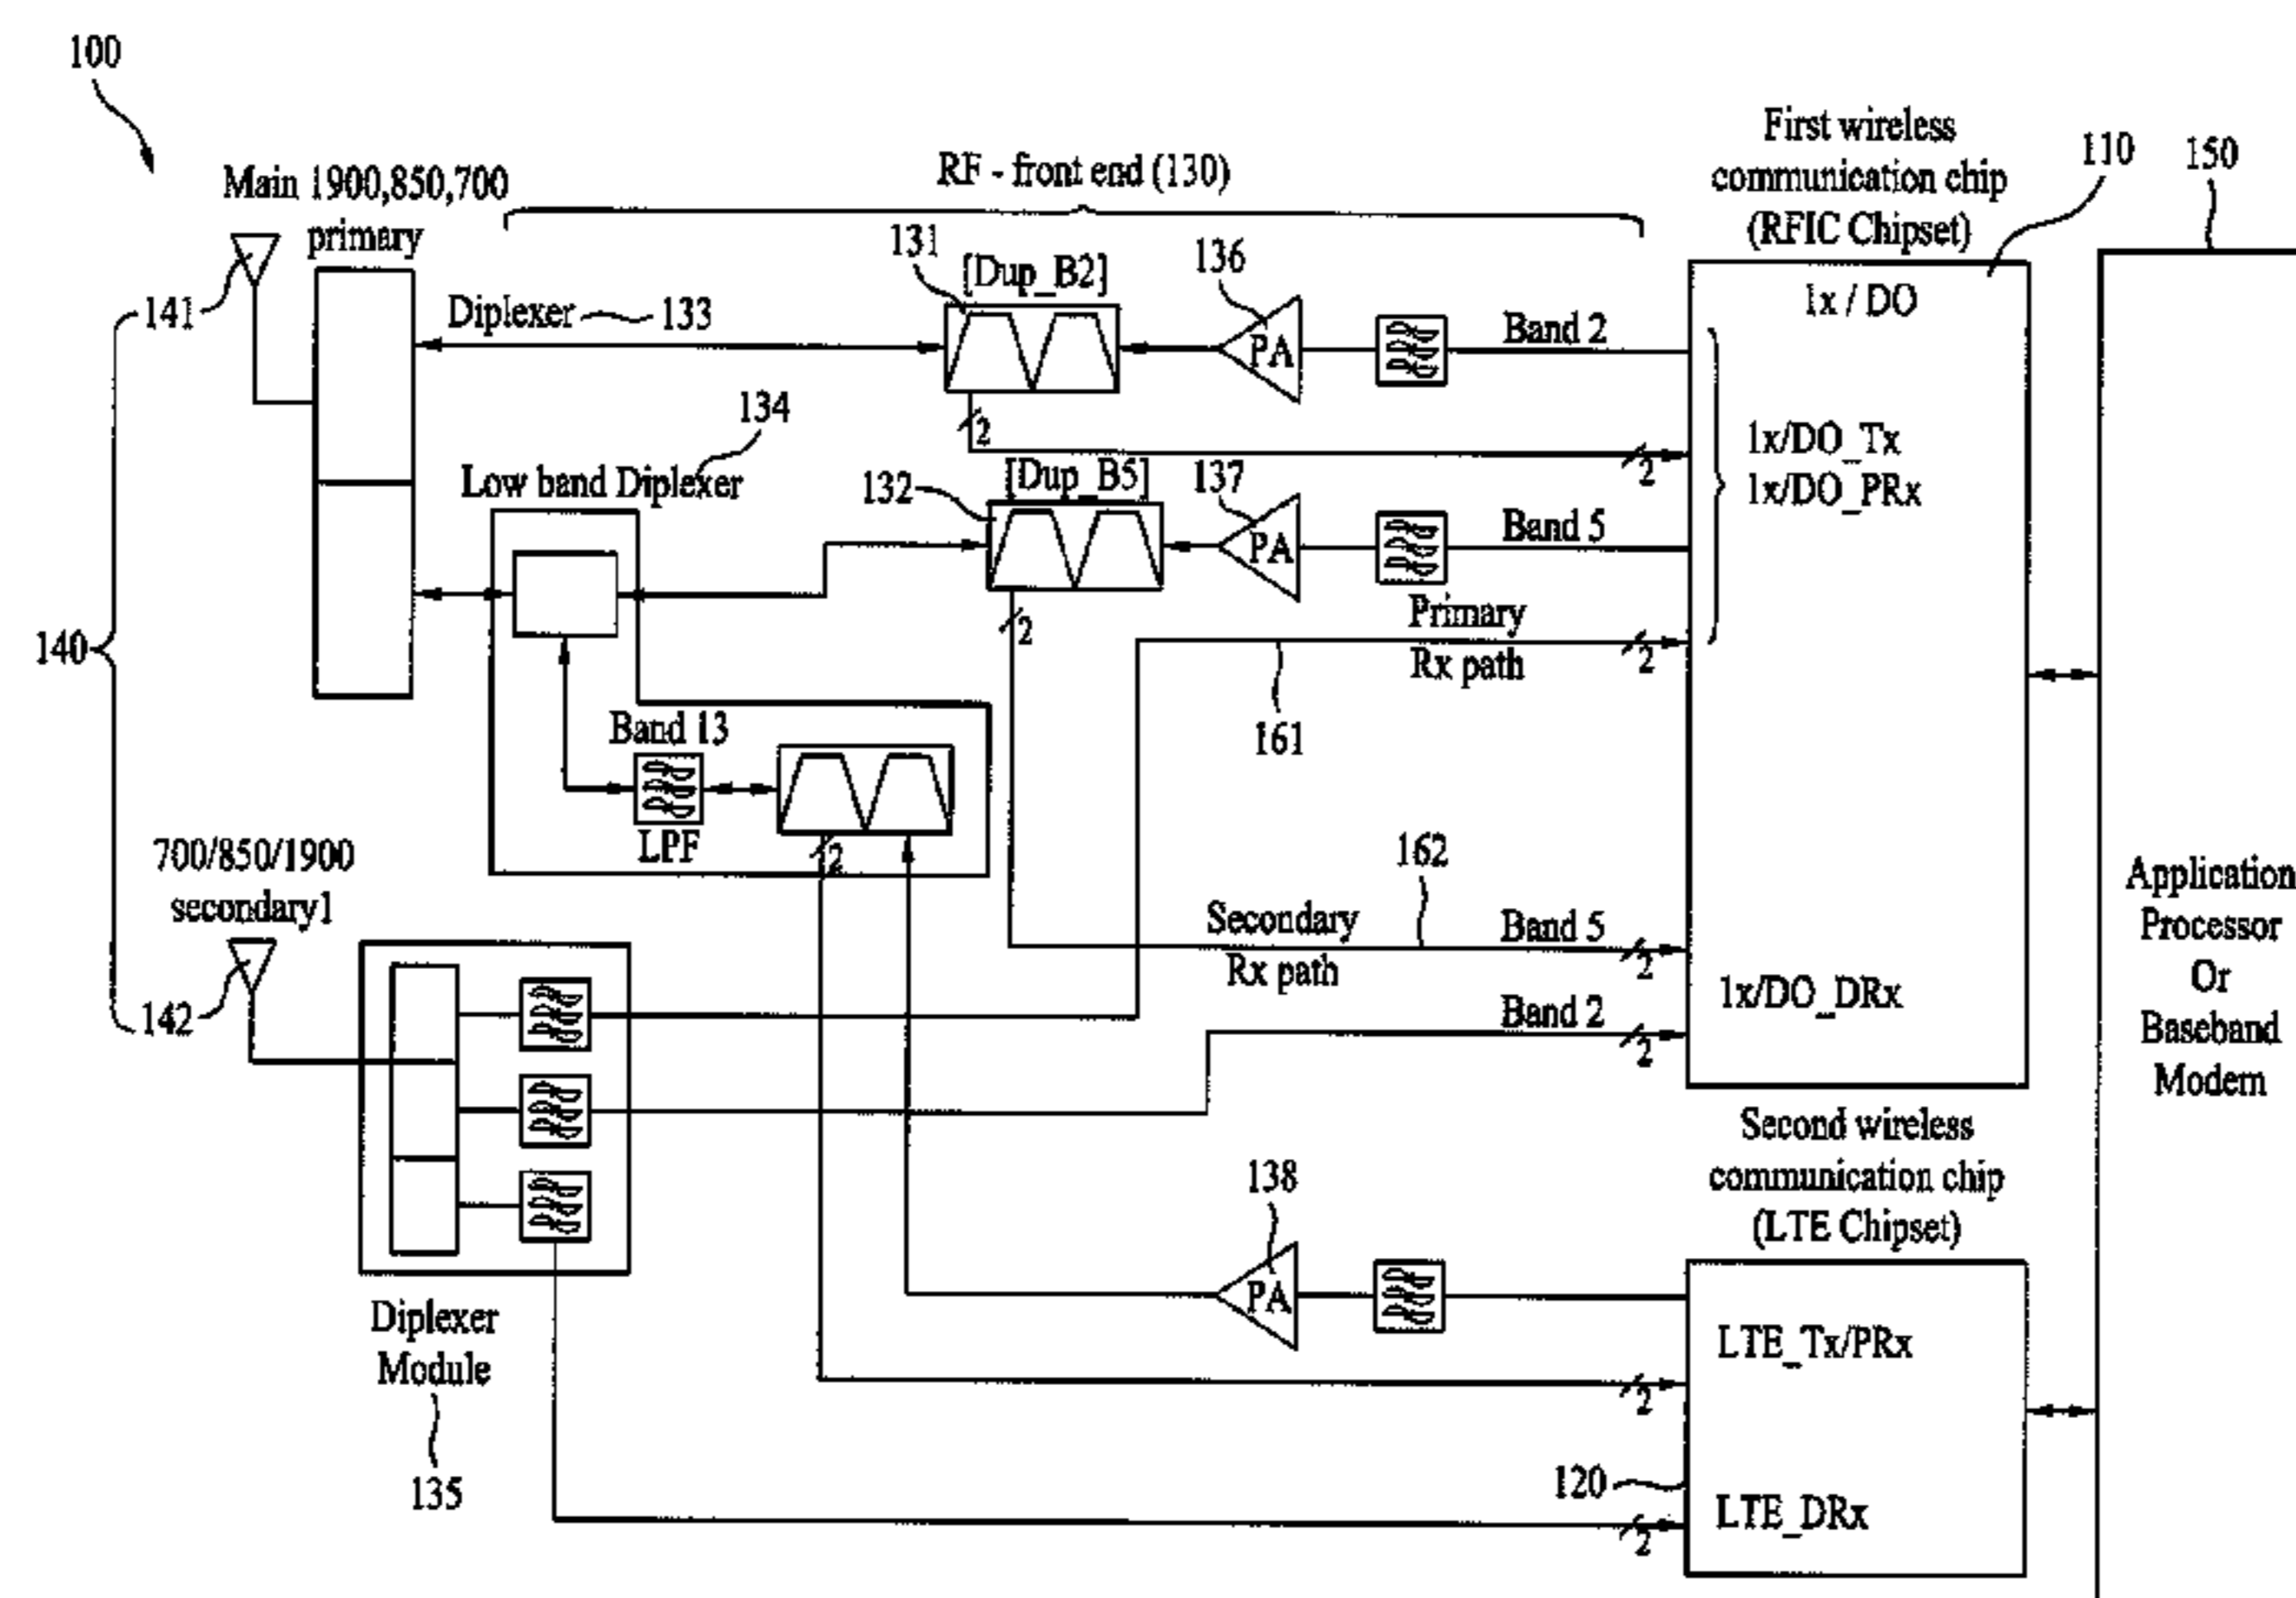 100
Main 1900,850,700
primary
RF - front end (130)
First wireless
communication chip
(RFIC Chipset)
110
150
131
[Dup_B2]
136
141
Diplexer
133
PA
Band 2
1x / DO
2
2
1x/DO_Tx
1x/DO_PRx
134
Low band Diplexer
132
[Dup_B5]
137
PA
Band 5
2
Primary
Rx path
2
161
140
Band 13
LPF
2
700/850/1900
secondary1
142
162
Secondary
Rx path
Band 5
2
1x/DO_DRx
Band 2
2
Application
Processor
Or
Baseband
Modem
Second wireless
communication chip
(LTE Chipset)
138
PA
Diplexer
Module
135
LTE_Tx/PRx
2
120
LTE_DRx
2